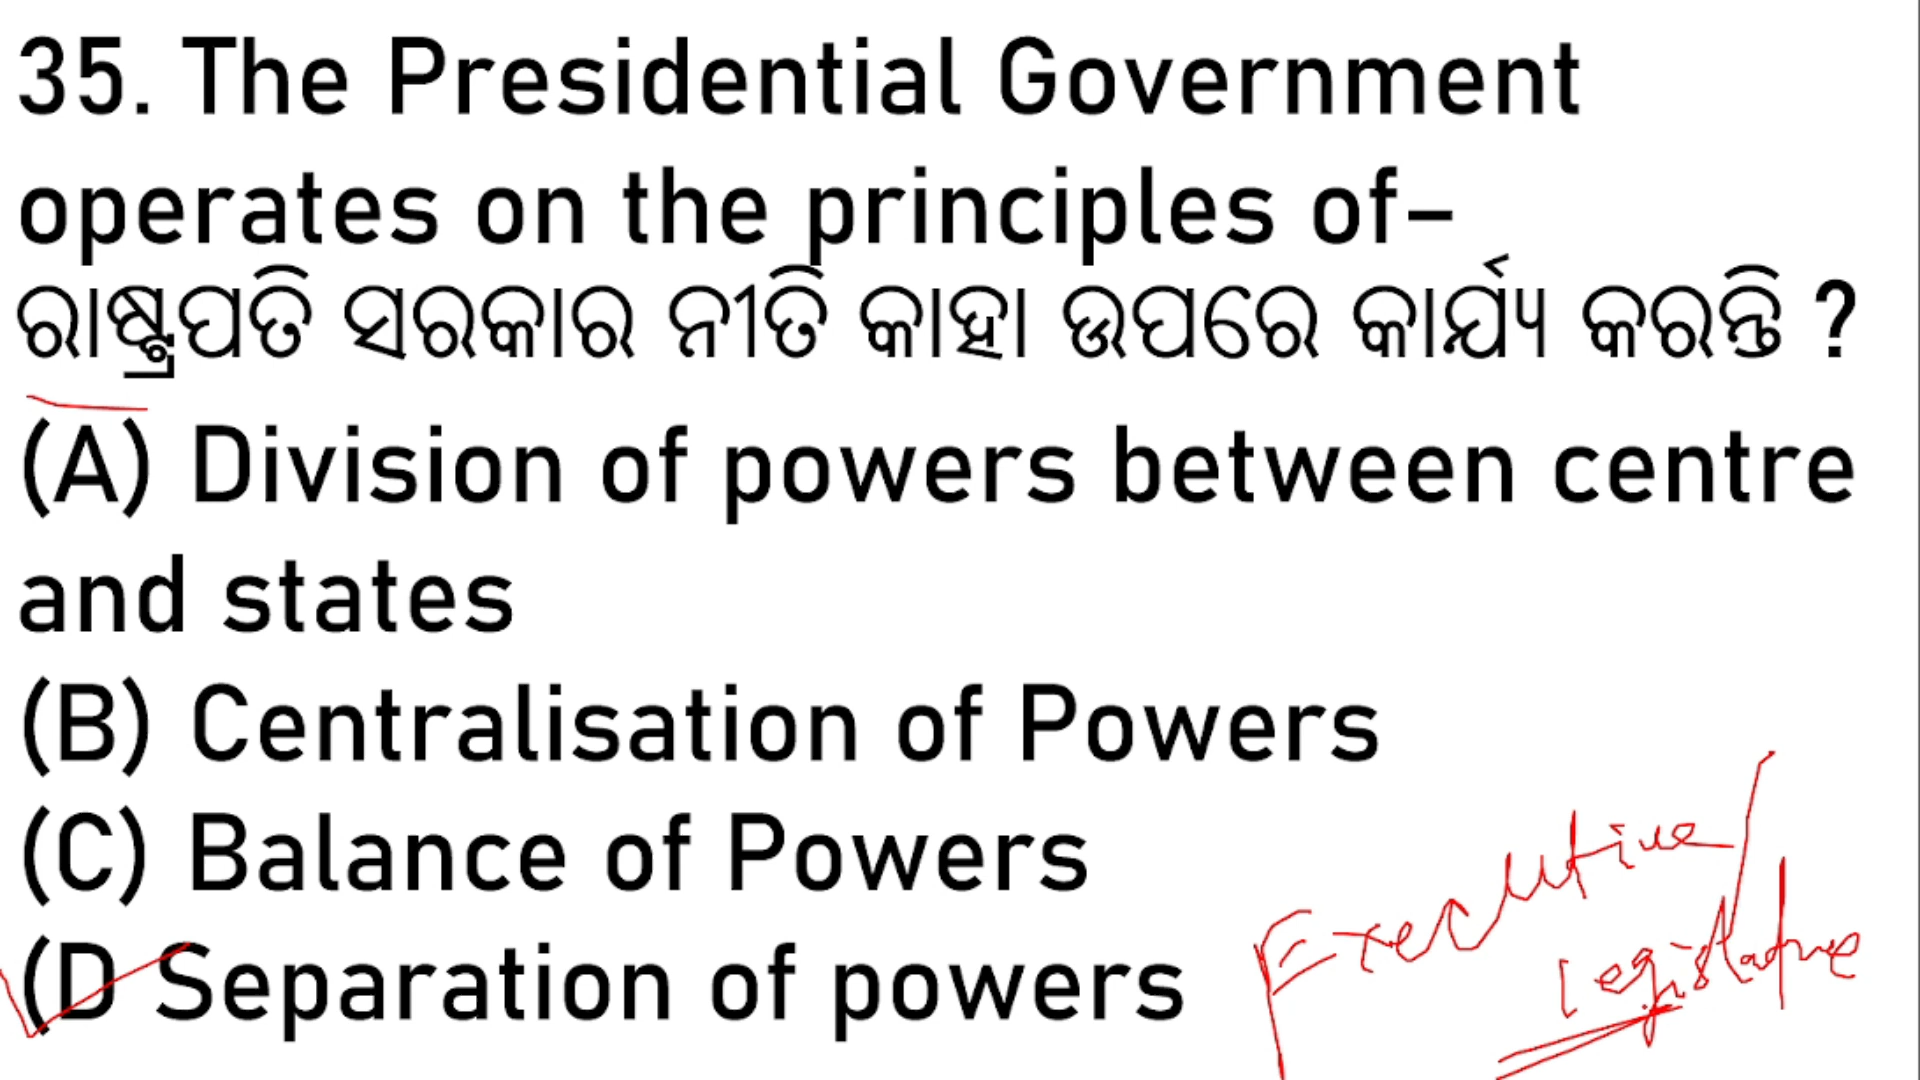 35. The Presidential Government
operates on the principles of–
ରାଷ୍ଟ୍ରପତି ସରକାର ନୀତି କାହା ଉପରେ କାର୍ଯ୍ୟ କରନ୍ତି ?
(A) Division of powers between centre
and states
(B) Centralisation of Powers
(C) Balance of Powers
(D Separation of powers
Executive/
Legislative